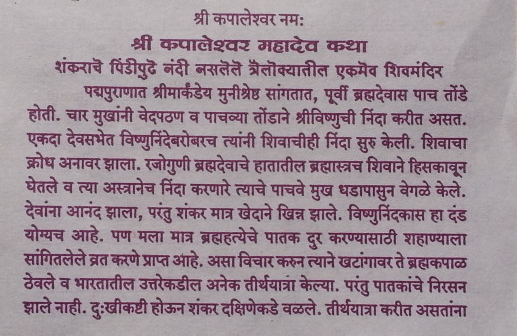 श्री कपालेश्वर नमः
श्री कपालेश्वर महादेव कथा
शंकराचे पिंडीपुढे नंदी नसलेलें त्रैलोक्यातील एकमेव शिवमंदिर
पद्मपुराणात श्रीमार्कंडेय मुनीश्रेष्ठ सांगतात, पूर्वी ब्रह्मदेवास पाच तोंडे
होती. चार मुखांनी वेदपठण व पाचव्या तोंडाने श्रीविष्णुची निंदा करीत असत.
एकदा देवसभेत विष्णुनिंदेबरोबरच त्यांनी शिवाचीही निंदा सुरु केली. शिवाचा
क्रोध अनावर झाला. रजोगुणी ब्रह्मदेवाचे हातातील ब्रह्मास्त्रच शिवाने हिसकावून
घेतले व त्या अस्त्रानेच निंदा करणारे त्याचे पाचवे मुख धडापासुन वेगळे केले.
देवांना आनंद झाला, परंतु शंकर मात्र खेदाने खिन्न झाले. विष्णुनिंदकास हा दंड
योग्यच आहे. पण मला मात्र ब्रह्महत्येचे पातक दुर करण्यासाठी शहाण्याला
सांगितलेले व्रत करणे प्राप्त आहे. असा विचार करुन त्याने खटांगावर ते ब्रह्मकपाळ
ठेवले व भारतातील उत्तरेकडील अनेक तीर्थयात्रा केल्या. परंतु पातकांचे निरसन
झाले नाही. दुःखीकष्टी होऊन शंकर दक्षिणेकडे वळले. तीर्थयात्रा करीत असतांना